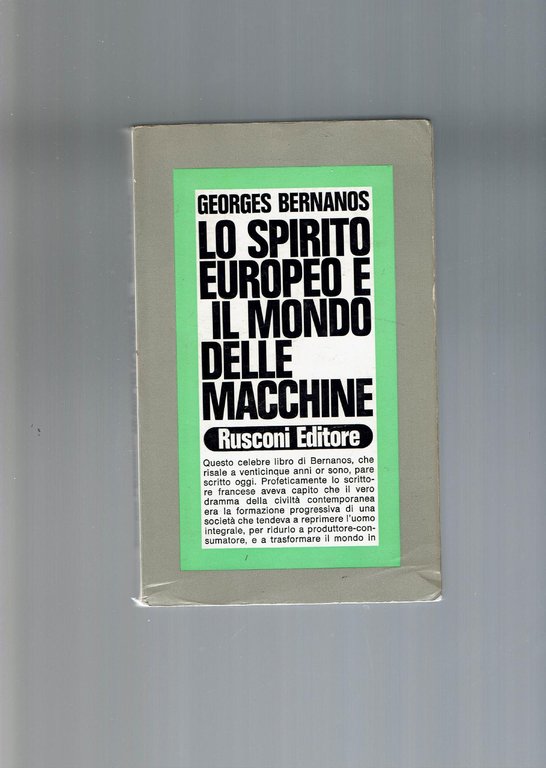 GEORGES BERNANOS
LO SPIRITO
EUROPEO E
IL MONDO
DELLE
MACCHINE
Rusconi Editore
Questo celebre libro di Bernanos, che
risale a venticinque anni or sono, pare
scritto oggi. Profeticamente lo scritto-
re francese aveva capito che il vero
dramma della civiltà contemporanea
era la formazione progressiva di una
società che tendeva a reprimere l'uomo
integrale, per ridurlo a produttore-con-
sumatore, e a trasformare il mondo in